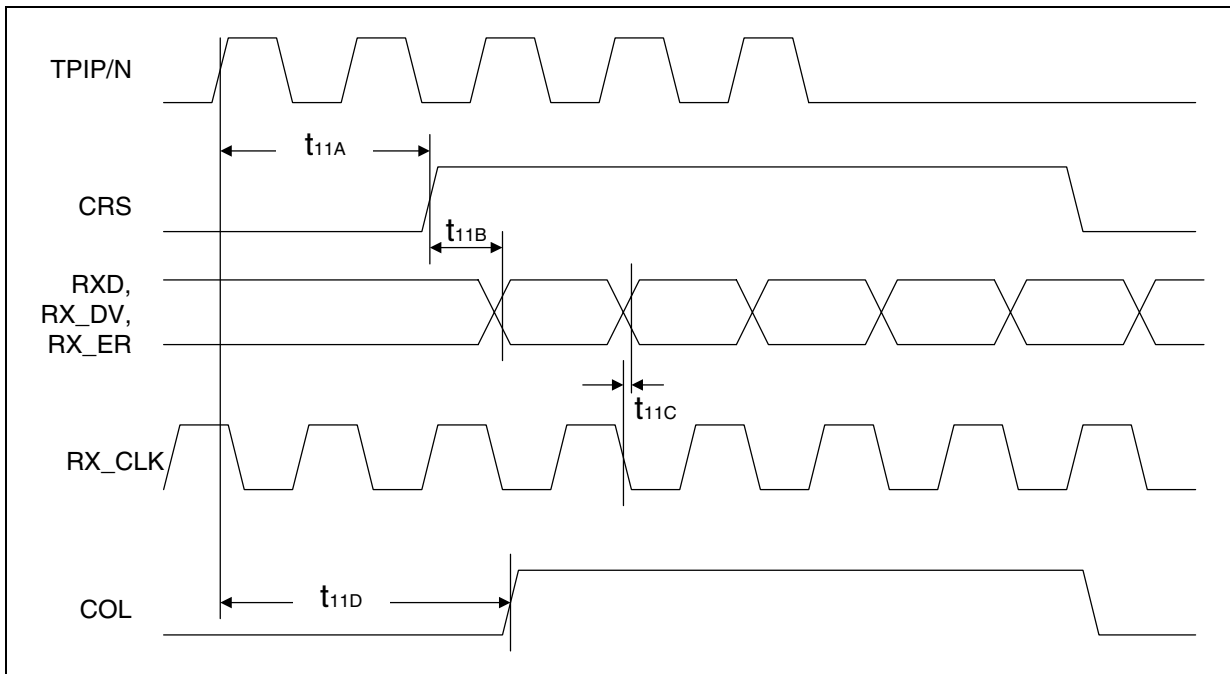 TPIP/N
t11A
CRS
t11B
RXD,
RX_DV,
RX_ER
t11C
RX_CLK
t11D
COL